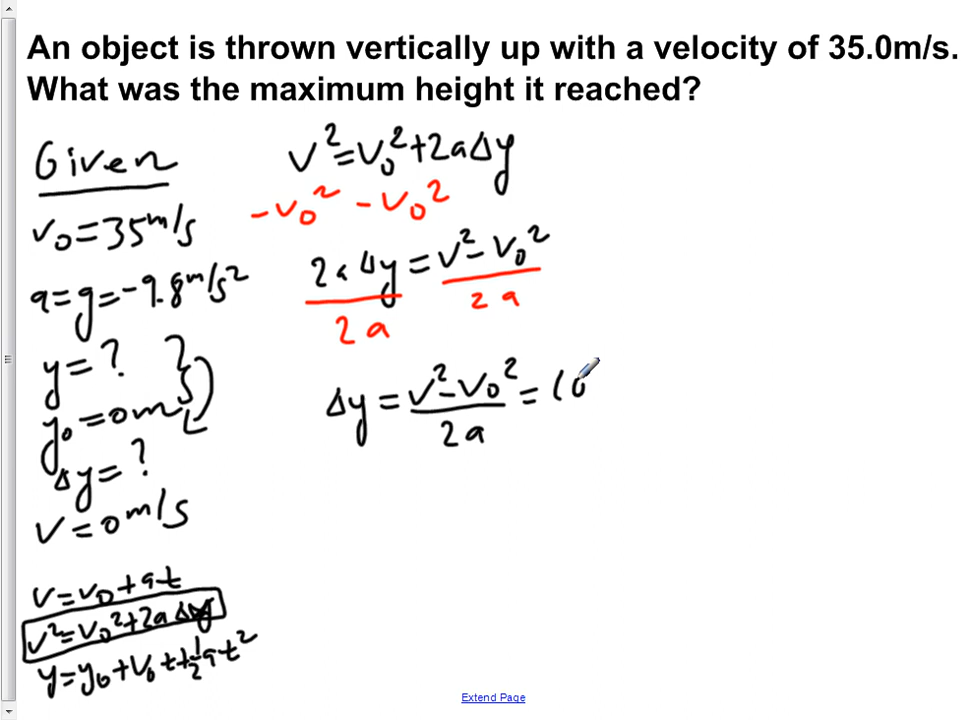 An object is thrown vertically up with a velocity of 35.0m/s.
What was the maximum height it reached?
Given
v₀=35m/s
a=g=-9.8m/s²
y=?
y₀=0m
Δy=?
v=0m/s
v=v₀+at
v²=v₀²+2aΔy
y=y₀+v₀t+½at²
v²=v₀²+2aΔy
-v₀² -v₀²
2aΔy=v²-v₀²
2a 2a
Δy=v²-v₀²=(0
2a
Extend Page